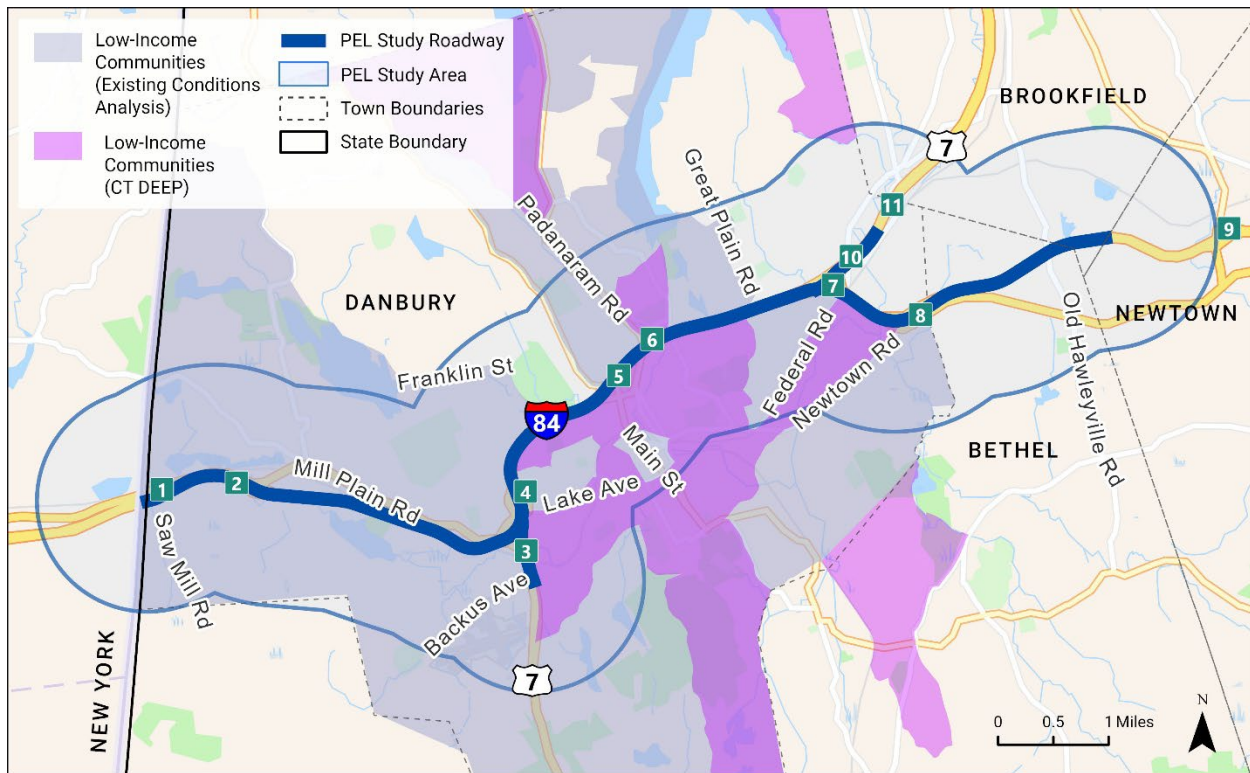 Low-Income
Communities
(Existing Conditions
Analysis)
Low-Income
Communities
(CT DEEP)
PEL Study Roadway
PEL Study Area
Town Boundaries
State Boundary
BROOKFIELD
7
Great Plain Rd
11
Padanaram Rd
9
10
DANBURY
7
8
NEWTOWN
6
Federal Rd
Newtown Rd
Old Hawleyville Rd
5
Franklin St
84
BETHEL
Main St
Mill Plain Rd
1
2
4
Lake Ave
Saw Mill Rd
3
Backus Ave
7
NEW YORK
0 0.5 1 Miles
N